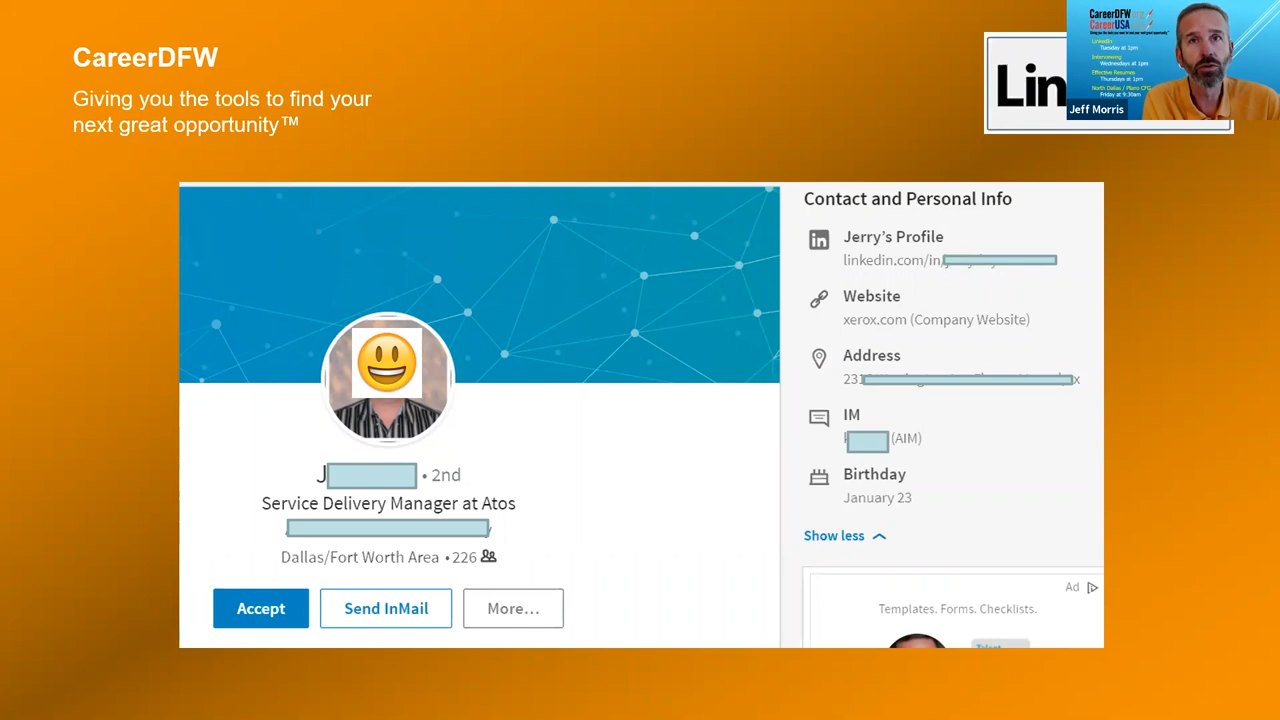 CareerDFW
Giving you the tools to find your
next great opportunity™
Lin
CareerDFW.org
CareerUSA.org
LinkedIn
Tuesday at 1pm
Interviewing
Wednesdays at 1pm
Effective Resumes
Thursdays at 1pm
North Dallas / Plano CFG
Friday at 9:30am
Jeff Morris
J
• 2nd
Service Delivery Manager at Atos
Dallas/Fort Worth Area • 226
Accept
Send InMail
More...
Contact and Personal Info
Jerry's Profile
linkedin.com/in/
Website
xerox.com (Company Website)
Address
231
x
IM
(AIM)
Birthday
January 23
Show less
Ad
Templates. Forms. Checklists.
Talent